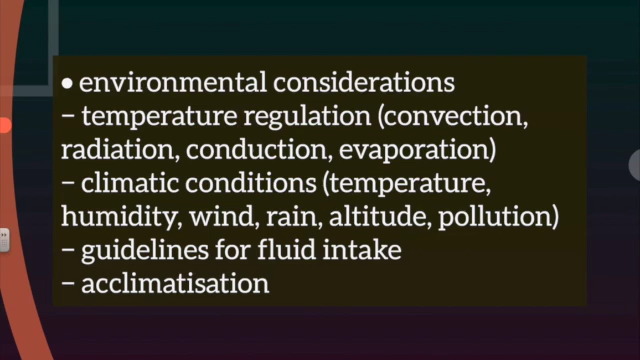 • environmental considerations
– temperature regulation (convection,
radiation, conduction, evaporation)
– climatic conditions (temperature,
humidity, wind, rain, altitude, pollution)
– guidelines for fluid intake
– acclimatisation